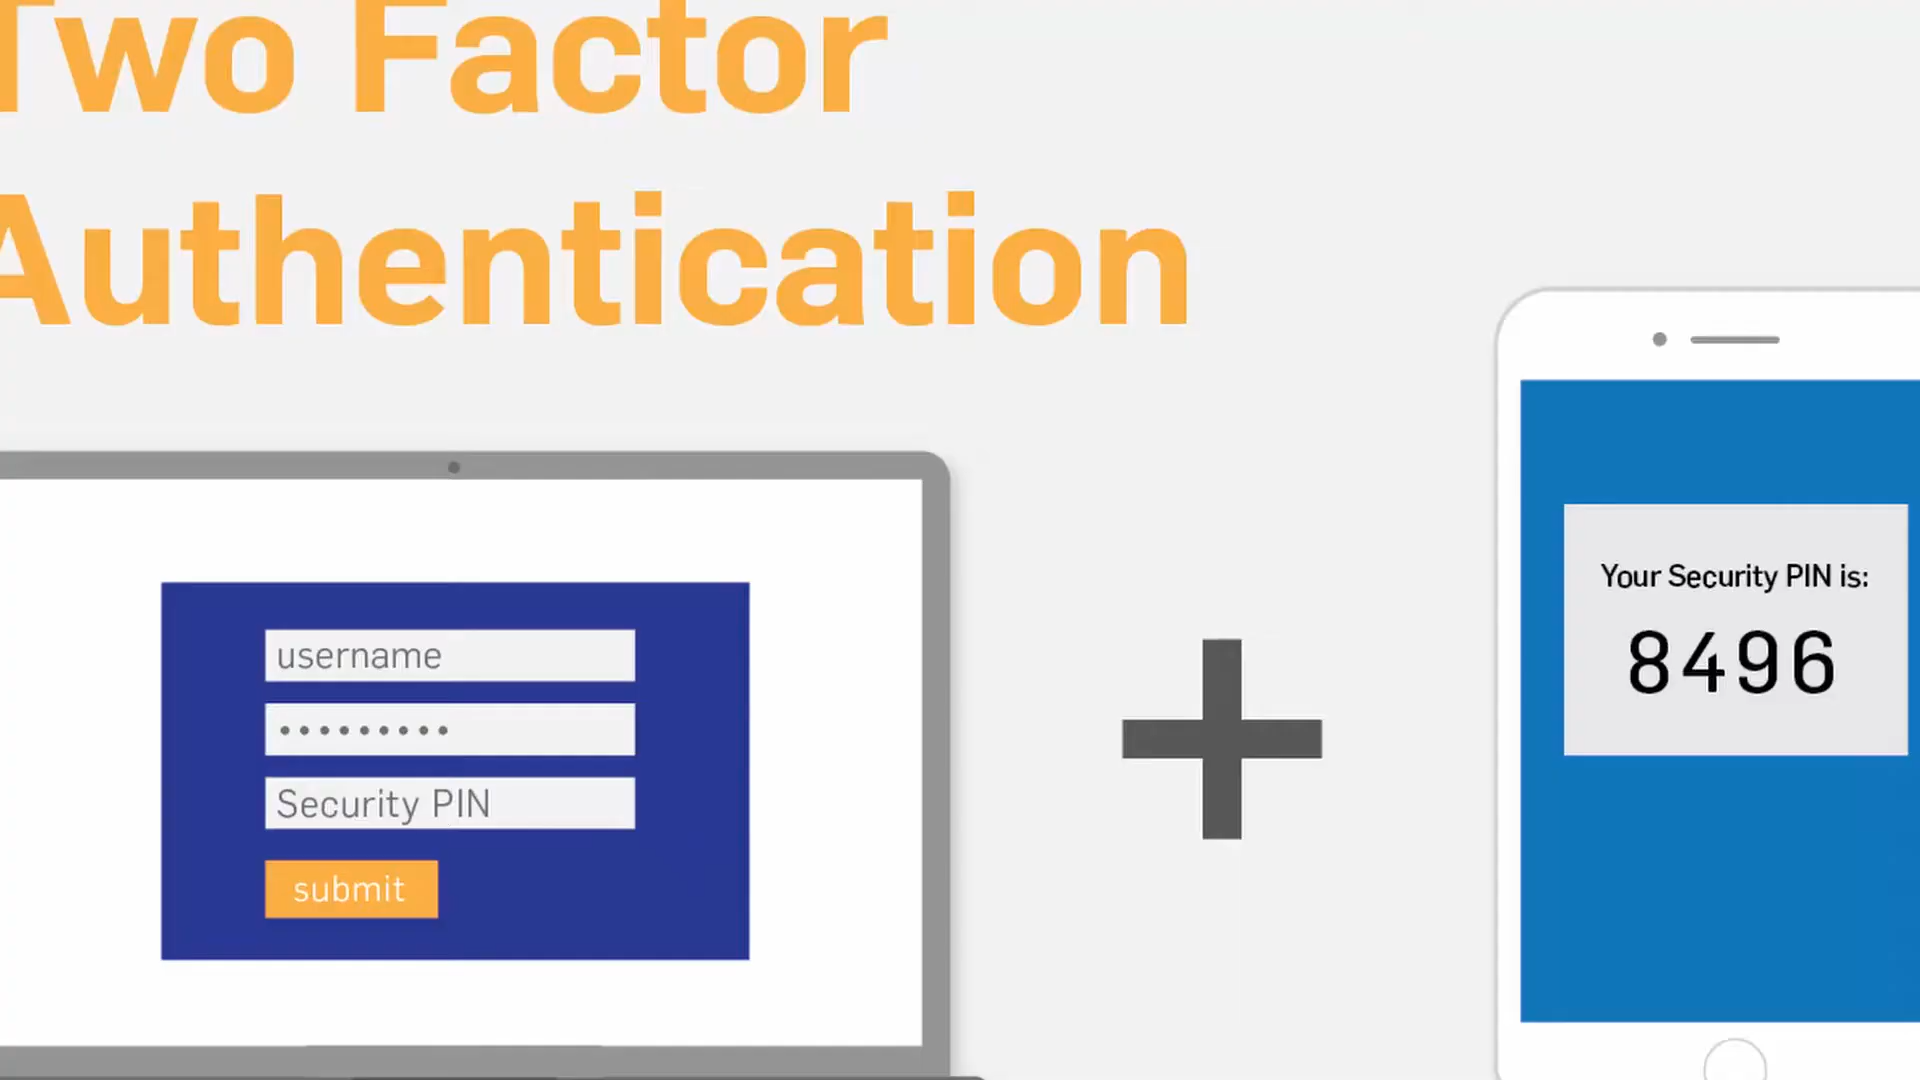 Two Factor
Authentication
username
•••••••••
Security PIN
submit
Your Security PIN is:
8496